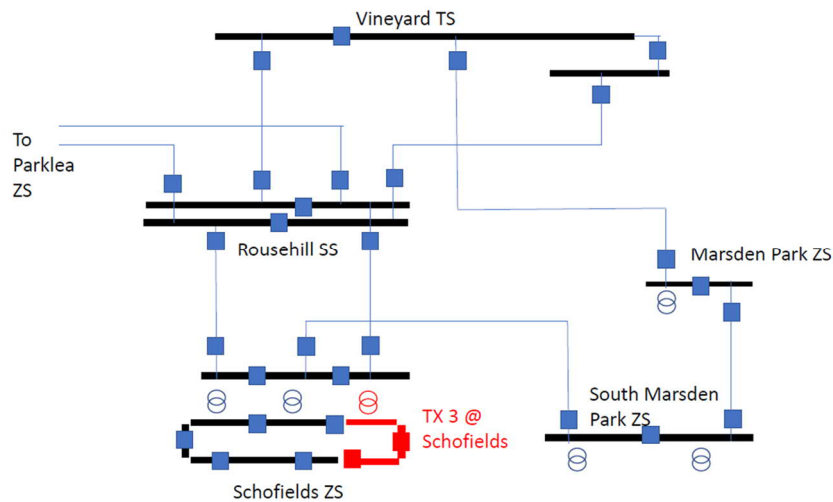 Vineyard TS
To
Parklea
ZS
Rousehill SS
Marsden Park ZS
South Marsden
Park ZS
TX 3 @
Schofields
Schofields ZS